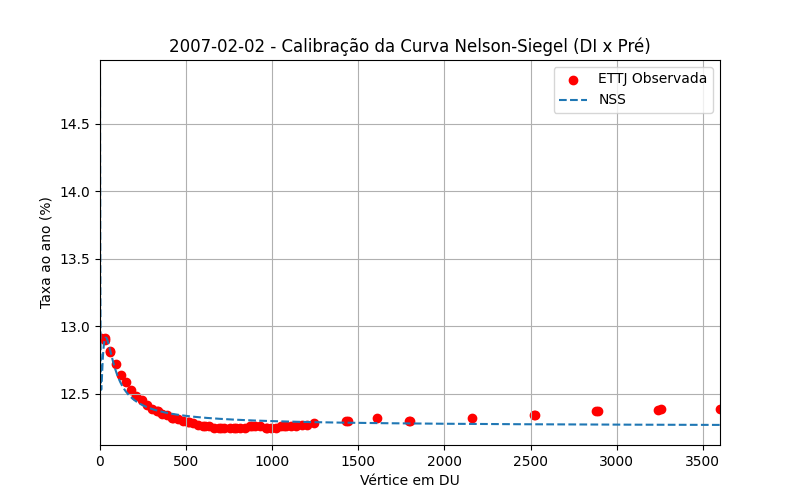 2007-02-02 - Calibração da Curva Nelson-Siegel (DI x Pré)
ETTJ Observada
NSS
Taxa ao ano (%)
14.5
14.0
13.5
13.0
12.5
0 500 1000 1500 2000 2500 3000 3500
Vértice em DU